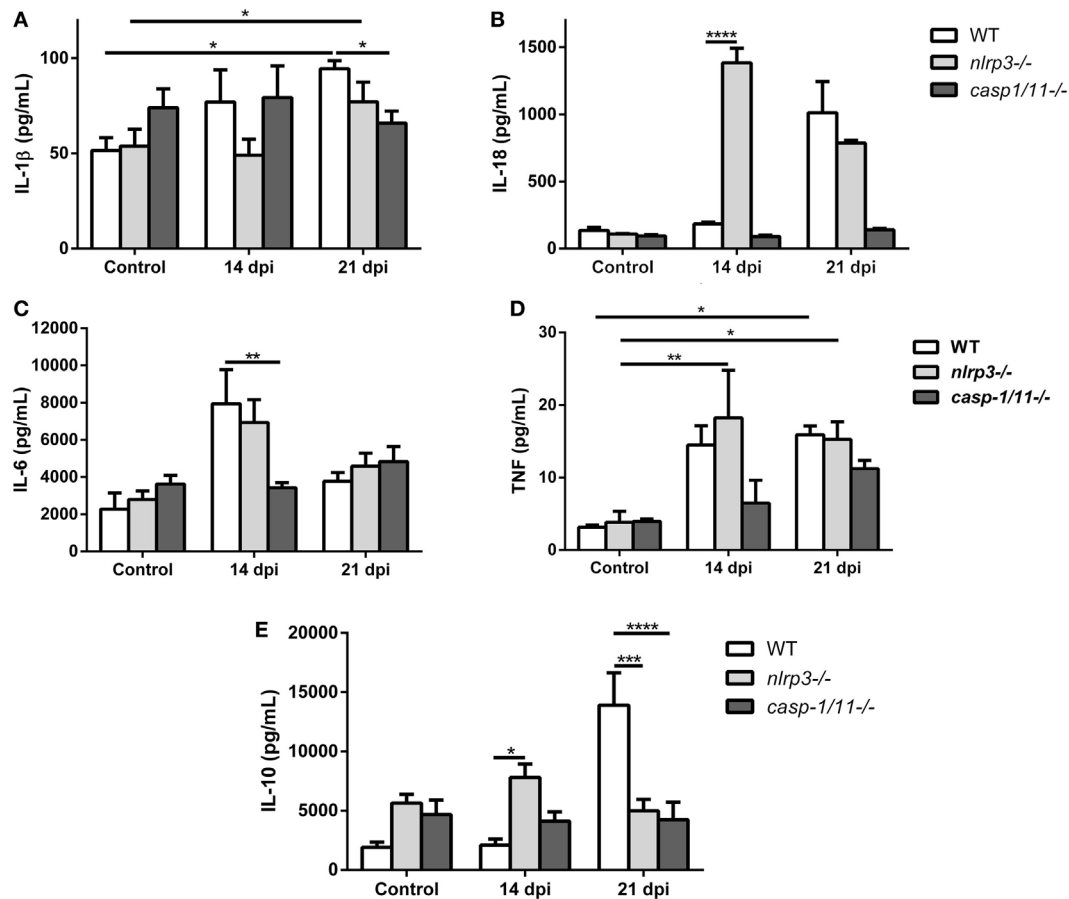 A
*
*
*
100
50
0
IL-1β (pg/mL)
Control
14 dpi
21 dpi
B
****
1500
1000
500
0
IL-18 (pg/mL)
Control
14 dpi
21 dpi
WT
nlrp3-/-
casp1/11-/-
C
**
12000
10000
8000
6000
4000
2000
0
IL-6 (pg/mL)
Control
14 dpi
21 dpi
D
*
*
**
30
20
10
0
TNF (pg/mL)
Control
14 dpi
21 dpi
WT
nlrp3-/-
casp-1/11-/-
E
****
***
*
20000
15000
10000
5000
0
IL-10 (pg/mL)
Control
14 dpi
21 dpi
WT
nlrp3-/-
casp-1/11-/-